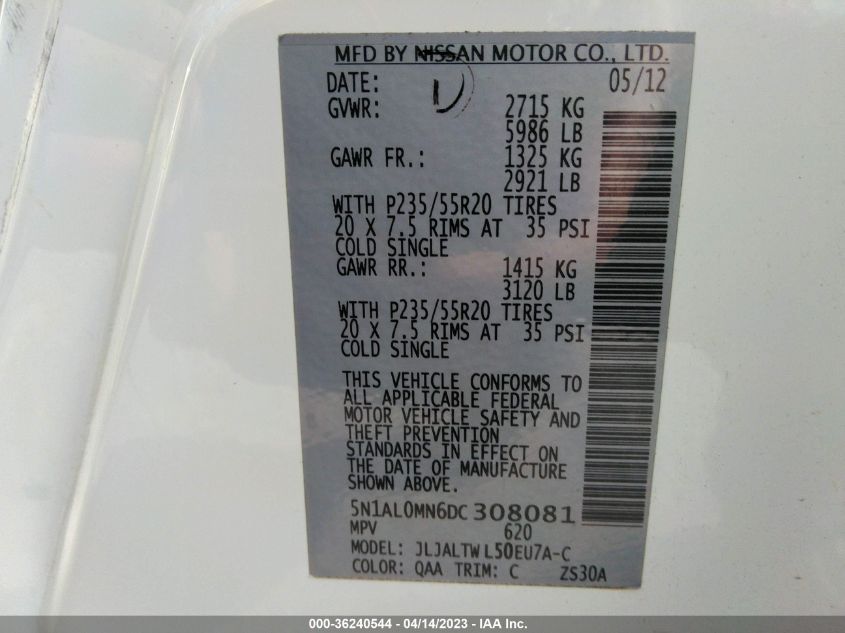 MFD BY NISSAN MOTOR CO., LTD.
DATE: 05/12
GVWR: 2715 KG
5986 LB
GAWR FR.: 1325 KG
2921 LB
WITH P235/55R20 TIRES
20 X 7.5 RIMS AT 35 PSI
COLD SINGLE
GAWR RR.: 1415 KG
3120 LB
WITH P235/55R20 TIRES
20 X 7.5 RIMS AT 35 PSI
COLD SINGLE
THIS VEHICLE CONFORMS TO
ALL APPLICABLE FEDERAL
MOTOR VEHICLE SAFETY AND
THEFT PREVENTION
STANDARDS IN EFFECT ON
THE DATE OF MANUFACTURE
SHOWN ABOVE.
5N1AL0MN6DC308081
MPV 620
MODEL: JLJALTWL50EU7A-C
COLOR: QAA TRIM: C ZS30A
000-36240544 - 04/14/2023 - IAA Inc.